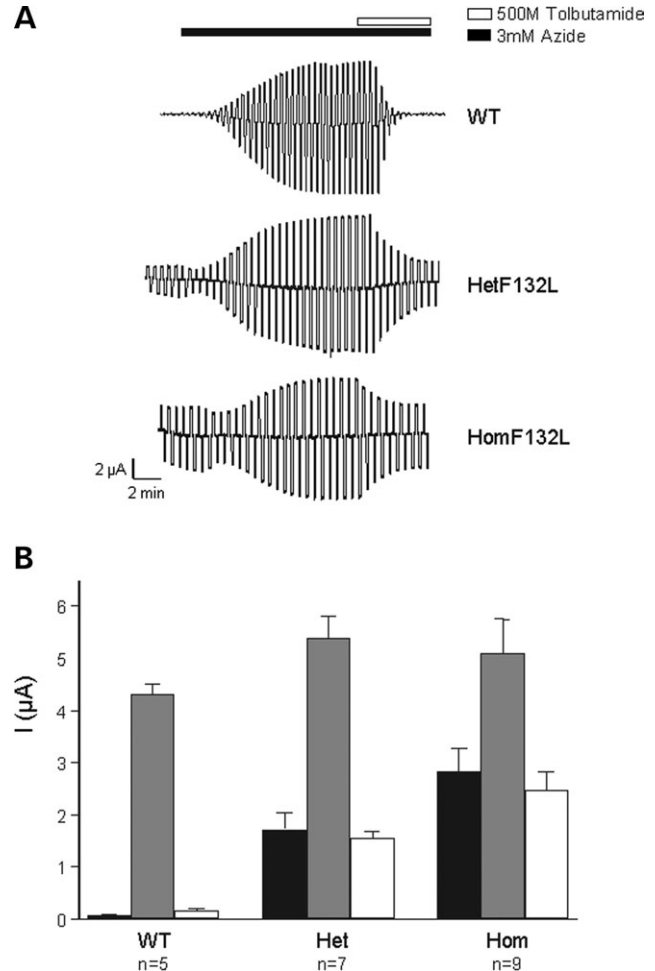 A
500M Tolbutamide
3mM Azide
WT
HetF132L
HomF132L
2 µA
2 min
B
I (µA)
6
5
4
3
2
1
0
WT Het Hom
n=5 n=7 n=9